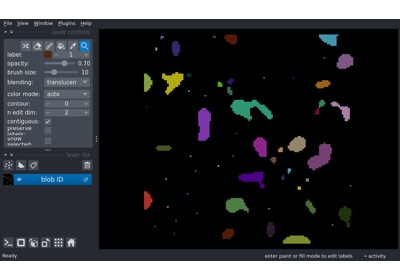 File View Window Plugins Help
layer controls
label: 1
opacity: 0.70
brush size: 10
blending: translucen
color mode: auto
contour: 0
n edit dim: 2
contiguous:
preserve labels:
show selected:
layer list
blob ID
Ready
enter paint or fill mode to edit labels
activity